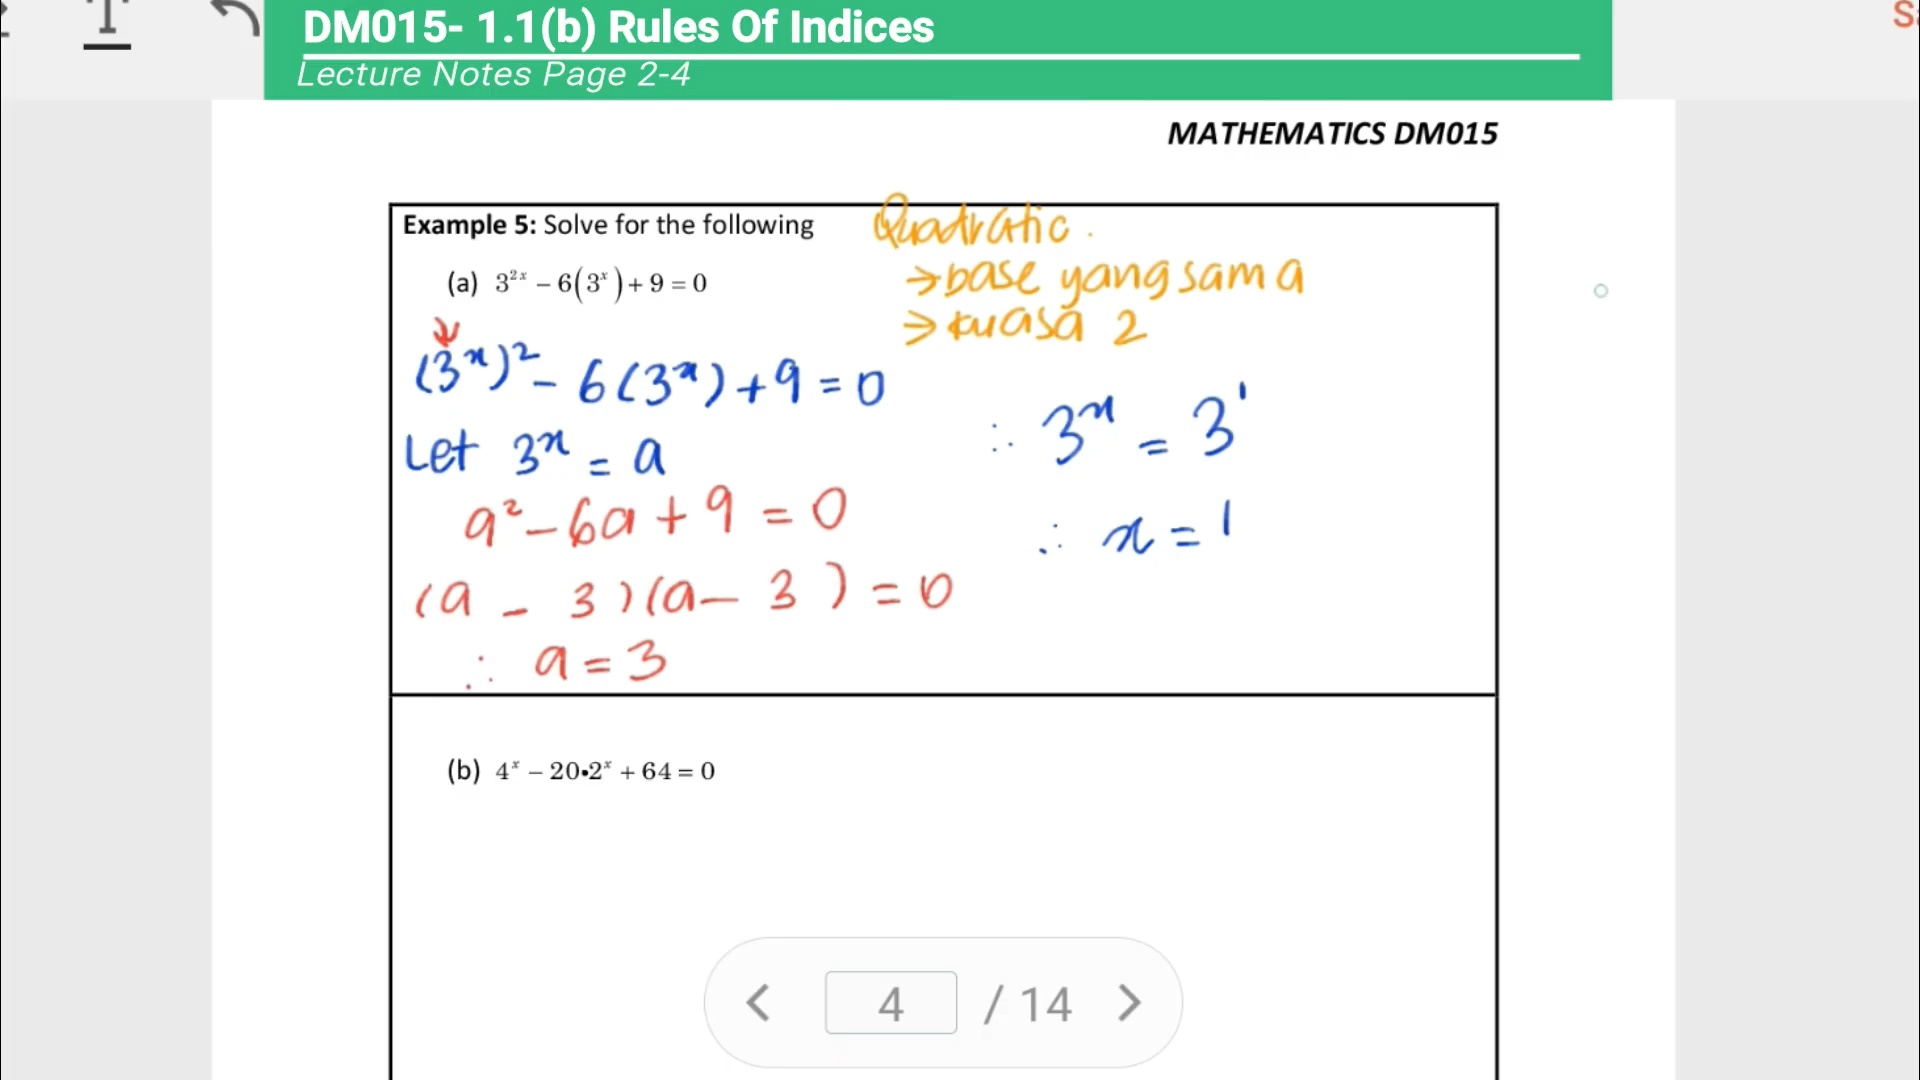 DM015- 1.1(b) Rules Of Indices
Lecture Notes Page 2-4
MATHEMATICS DM015
Example 5: Solve for the following
Quadratic.
(a) 3^{2x} – 6(3^x) + 9 = 0
→ base yang sama
→ kuasa 2
(3^x)^2 – 6(3^x) + 9 = 0
Let 3^x = a
a^2 – 6a + 9 = 0
(a – 3)(a – 3) = 0
∴ a = 3
∴ 3^x = 3^1
∴ x = 1
(b) 4^x – 20•2^x + 64 = 0
4 / 14